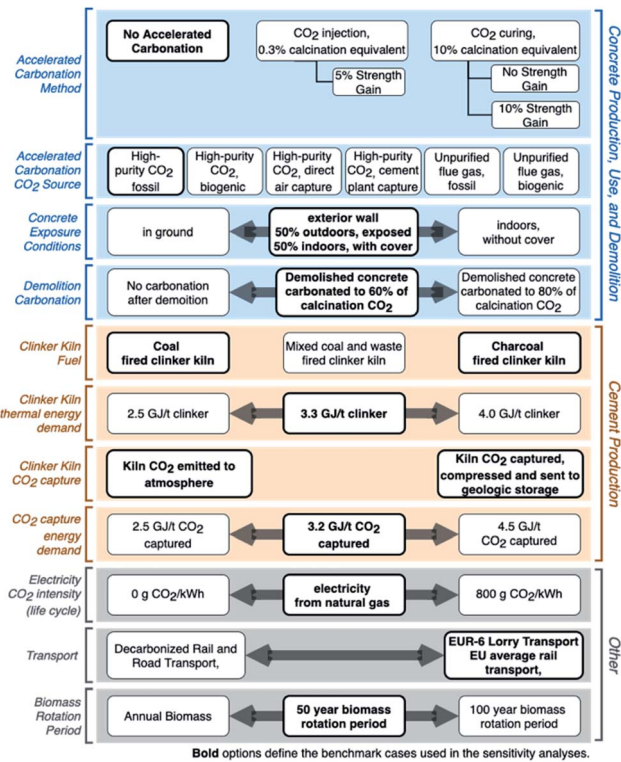 Accelerated
Carbonation
Method
No Accelerated
Carbonation
CO2 injection,
0.3% calcination equivalent
5% Strength
Gain
CO2 curing,
10% calcination equivalent
No Strength
Gain
10% Strength
Gain
Accelerated
Carbonation
CO2 Source
High-
purity CO2
fossil
High-purity
CO2,
biogenic
High-purity
CO2, direct
air capture
High-purity
CO2, cement
plant capture
Unpurified
flue gas,
fossil
Unpurified
flue gas,
biogenic
Concrete
Exposure
Conditions
in ground
exterior wall
50% outdoors, exposed
50% indoors, with cover
indoors,
without cover
Demolition
Carbonation
No carbonation
after demoition
Demolished concrete
carbonated to 60% of
calcination CO2
Demolished concrete
carbonated to 80% of
calcination CO2
Concrete Production, Use, and Demolition
Clinker Kiln
Fuel
Coal
fired clinker kiln
Mixed coal and waste
fired clinker kiln
Charcoal
fired clinker kiln
Clinker Kiln
thermal energy
demand
2.5 GJ/t clinker
3.3 GJ/t clinker
4.0 GJ/t clinker
Clinker Kiln
CO2 capture
Kiln CO2 emitted to
atmosphere
Kiln CO2 captured,
compressed and sent to
geologic storage
CO2 capture
energy
demand
2.5 GJ/t CO2
captured
3.2 GJ/t CO2
captured
4.5 GJ/t
CO2 captured
Cement Production
Electricity
CO2 intensity
(life cycle)
0 g CO2/kWh
electricity
from natural gas
800 g CO2/kWh
Transport
Decarbonized Rail and
Road Transport,
EUR-6 Lorry Transport
EU average rail
transport,
Biomass
Rotation
Period
Annual Biomass
50 year biomass
rotation period
100 year biomass
rotation period
Other
Bold options define the benchmark cases used in the sensitivity analyses.